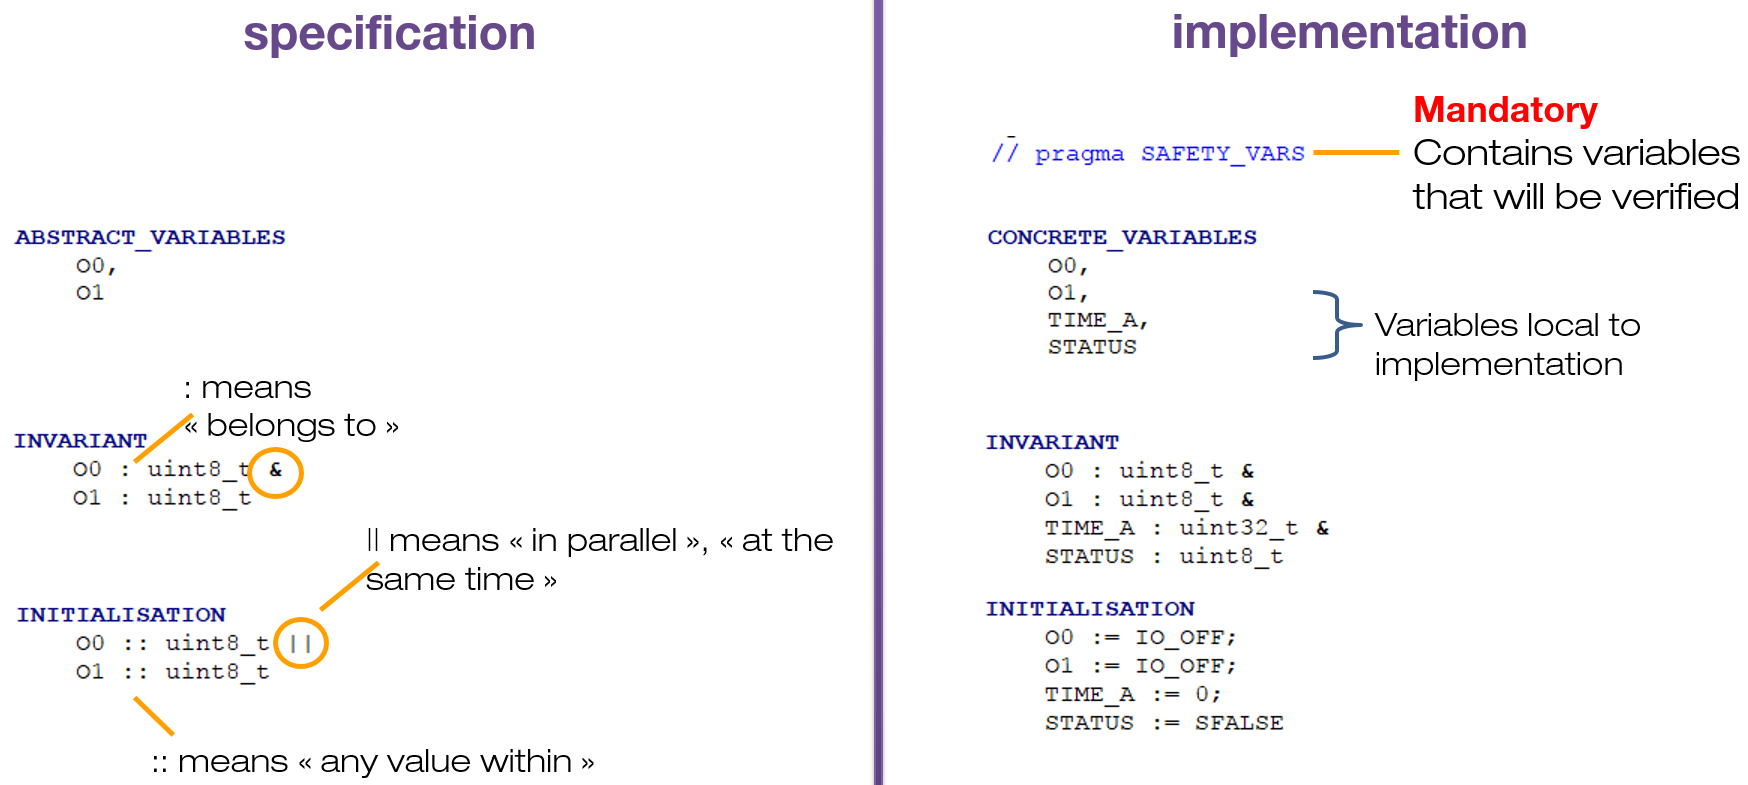 specification
ABSTRACT_VARIABLES
O0,
O1
: means
« belongs to »
INVARIANT
O0 : uint8_t &
O1 : uint8_t
|| means « in parallel », « at the
same time »
INITIALISATION
O0 :: uint8_t ||
O1 :: uint8_t
:: means « any value within »
implementation
Mandatory
// pragma SAFETY_VARS
Contains variables
that will be verified
CONCRETE_VARIABLES
O0,
O1,
TIME_A,
STATUS
Variables local to
implementation
INVARIANT
O0 : uint8_t &
O1 : uint8_t &
TIME_A : uint32_t &
STATUS : uint8_t
INITIALISATION
O0 := IO_OFF;
O1 := IO_OFF;
TIME_A := 0;
STATUS := SFALSE